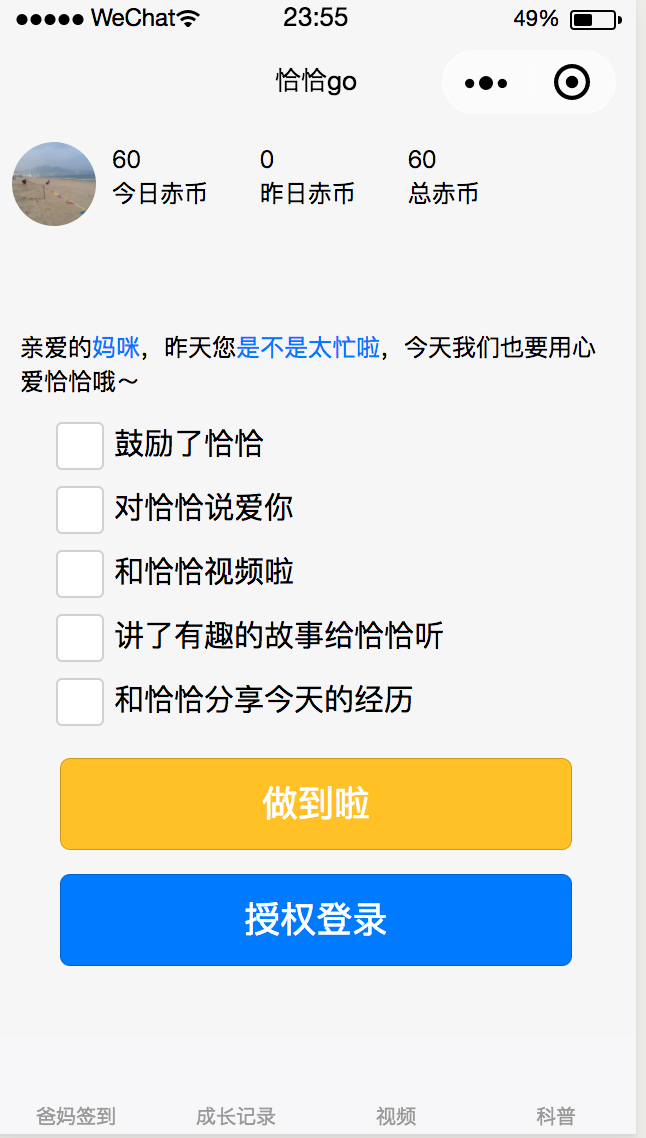 WeChat 23:55 49%
恰恰go
60 0 60
今日赤币 昨日赤币 总赤币
亲爱的妈咪，昨天您是不是太忙啦，今天我们也要用心
爱恰恰哦～
鼓励了恰恰
对恰恰说爱你
和恰恰视频啦
讲了有趣的故事给恰恰听
和恰恰分享今天的经历
做到啦
授权登录
爸妈签到 成长记录 视频 科普